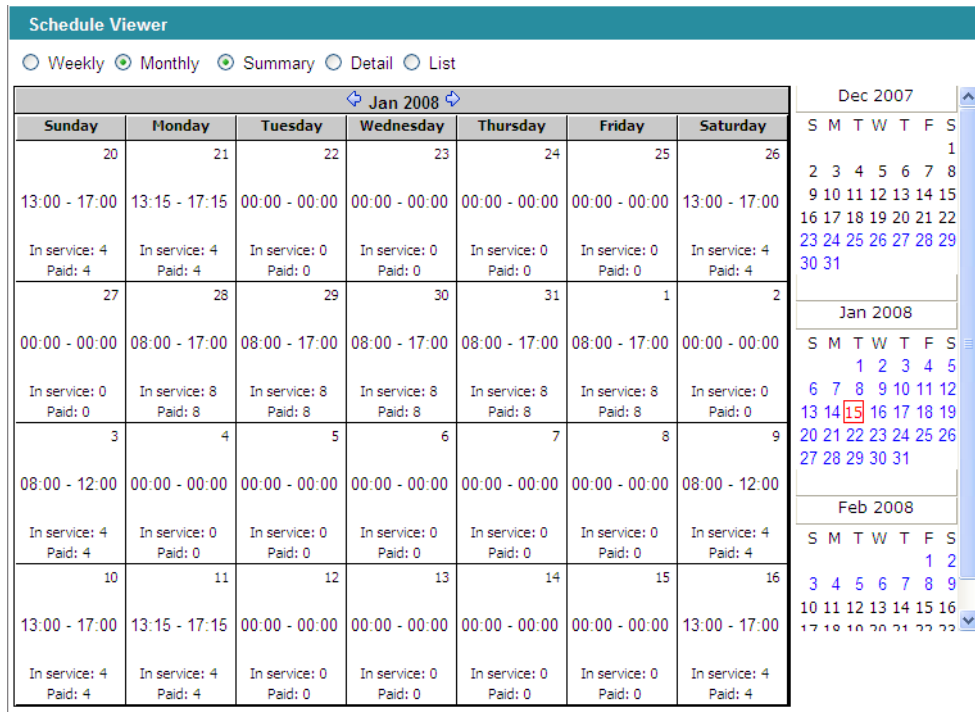 Schedule Viewer
Weekly Monthly Summary Detail List
Jan 2008
Sunday Monday Tuesday Wednesday Thursday Friday Saturday
20 21 22 23 24 25 26
13:00 - 17:00 13:15 - 17:15 00:00 - 00:00 00:00 - 00:00 00:00 - 00:00 00:00 - 00:00 13:00 - 17:00
In service: 4 In service: 4 In service: 0 In service: 0 In service: 0 In service: 0 In service: 4
Paid: 4 Paid: 4 Paid: 0 Paid: 0 Paid: 0 Paid: 0 Paid: 4
27 28 29 30 31 1 2
00:00 - 00:00 08:00 - 17:00 08:00 - 17:00 08:00 - 17:00 08:00 - 17:00 08:00 - 17:00 00:00 - 00:00
In service: 0 In service: 8 In service: 8 In service: 8 In service: 8 In service: 8 In service: 0
Paid: 0 Paid: 8 Paid: 8 Paid: 8 Paid: 8 Paid: 8 Paid: 0
3 4 5 6 7 8 9
08:00 - 12:00 00:00 - 00:00 00:00 - 00:00 00:00 - 00:00 00:00 - 00:00 00:00 - 00:00 08:00 - 12:00
In service: 4 In service: 0 In service: 0 In service: 0 In service: 0 In service: 0 In service: 4
Paid: 4 Paid: 0 Paid: 0 Paid: 0 Paid: 0 Paid: 0 Paid: 4
10 11 12 13 14 15 16
13:00 - 17:00 13:15 - 17:15 00:00 - 00:00 00:00 - 00:00 00:00 - 00:00 00:00 - 00:00 13:00 - 17:00
In service: 4 In service: 4 In service: 0 In service: 0 In service: 0 In service: 0 In service: 4
Paid: 4 Paid: 4 Paid: 0 Paid: 0 Paid: 0 Paid: 0 Paid: 4
Dec 2007
S M T W T F S
1
2 3 4 5 6 7 8
9 10 11 12 13 14 15
16 17 18 19 20 21 22
23 24 25 26 27 28 29
30 31
Jan 2008
S M T W T F S
1 2 3 4 5
6 7 8 9 10 11 12
13 14 15 16 17 18 19
20 21 22 23 24 25 26
27 28 29 30 31
Feb 2008
S M T W T F S
1 2
3 4 5 6 7 8 9
10 11 12 13 14 15 16
17 18 19 20 21 22 23